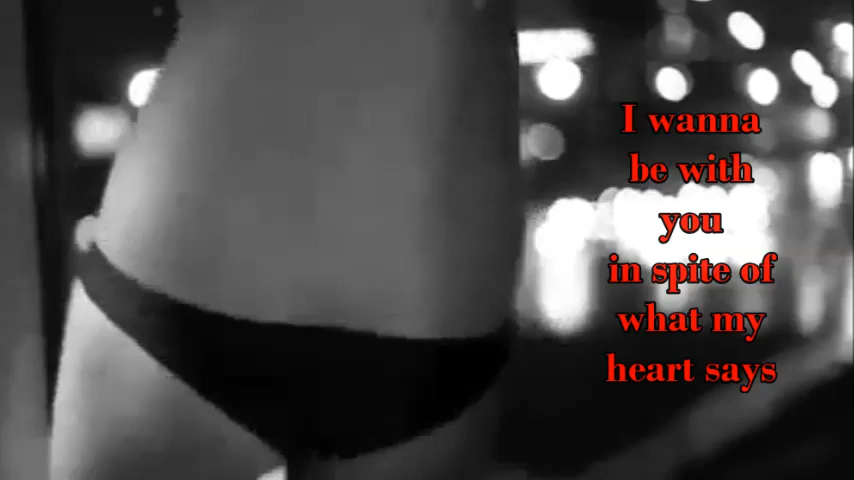 I wanna
be with
you
in spite of
what my
heart says